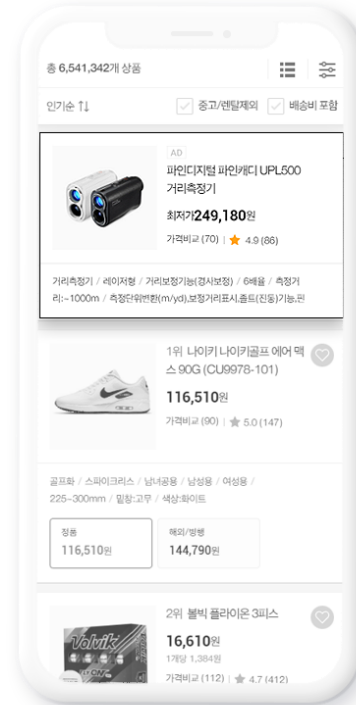 총 6,541,342개 상품
인기순 ↑↓ 중고/렌탈제외 배송비 포함
AD
파인디지털 파인캐디 UPL500
거리측정기
최저가249,180원
가격비교 (70) | ★ 4.9 (86)
거리측정기 / 레이저형 / 거리보정기능(경사보정) / 6배율 / 측정거
리:~1000m / 측정단위변환(m/yd),보정거리표시,졸트(진동)기능,핀
1위 나이키 나이키골프 에어 맥
스 90G (CU9978-101)
116,510원
가격비교 (90) | ★ 5.0 (147)
골프화 / 스파이크리스 / 남녀공용 / 남성용 / 여성용 /
225~300mm / 밑창:고무 / 색상:화이트
정품 해외/병행
116,510원 144,790원
2위 볼빅 플라이온 3피스
16,610원
1개당 1,384원
가격비교 (112) | ★ 4.7 (412)
Volvik